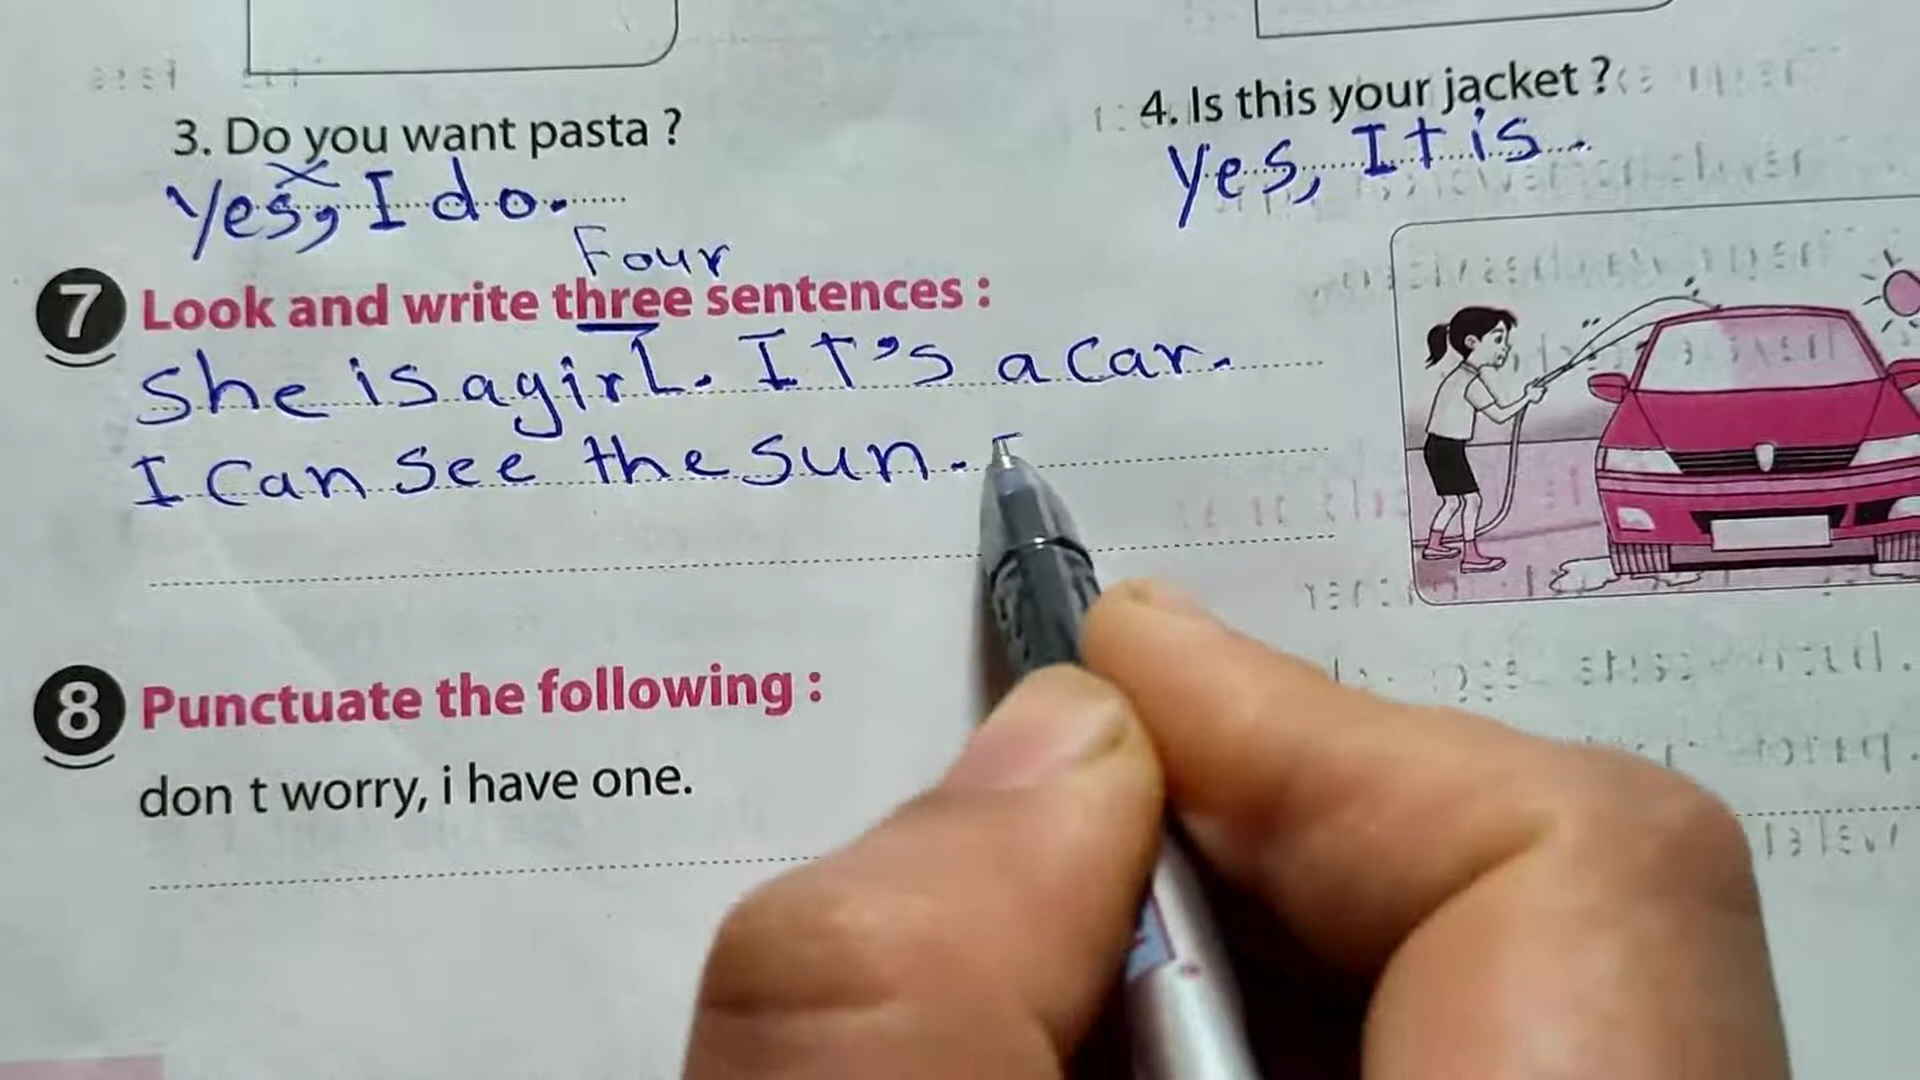 3. Do you want pasta ?
Yes, I do.
4. Is this your jacket ?
Yes, It is.
Four
7 Look and write three sentences :
She is a girl. IT's a car.
I can see the sun. I
8 Punctuate the following :
don t worry, i have one.